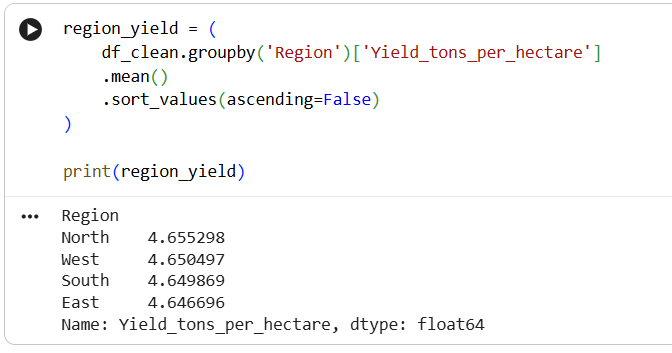 region_yield = (
    df_clean.groupby('Region')['Yield_tons_per_hectare']
    .mean()
    .sort_values(ascending=False)
)
print(region_yield)
Region
North    4.655298
West     4.650497
South    4.649869
East     4.646696
Name: Yield_tons_per_hectare, dtype: float64